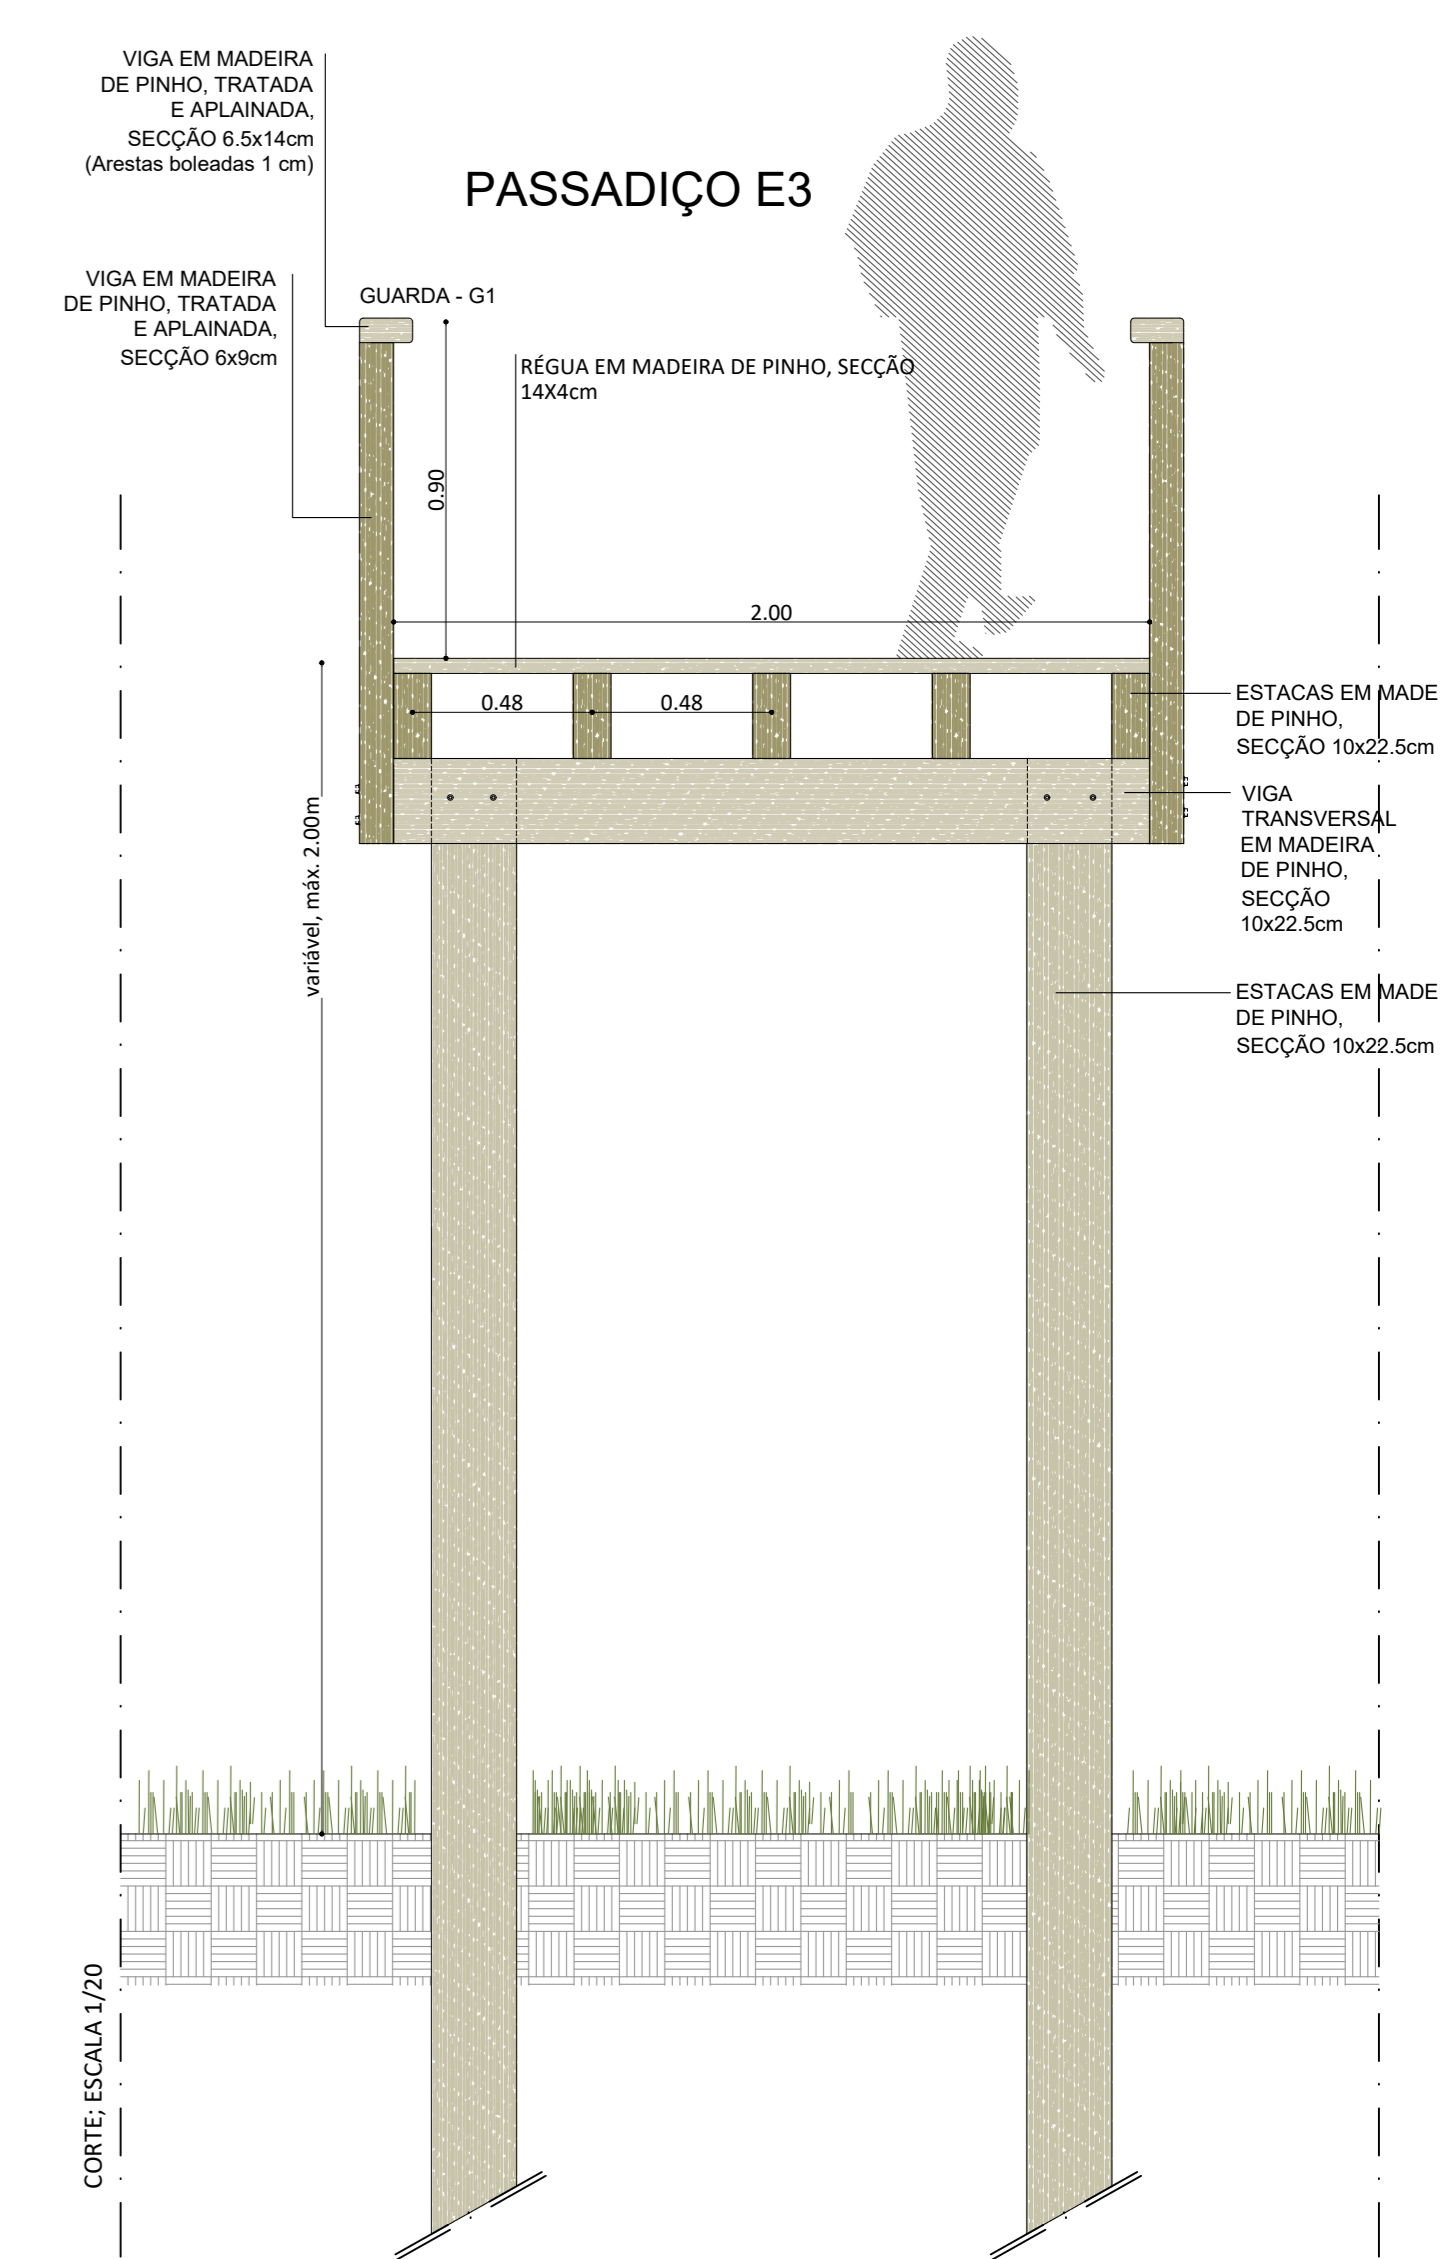 VIGA EM MADEIRA
DE PINHO, TRATADA
E APLAINADA,
SECÇÃO 6.5x14cm
(Arestas boleadas 1 cm)
PASSADIÇO E3
VIGA EM MADEIRA
DE PINHO, TRATADA
E APLAINADA,
SECÇÃO 6x9cm
GUARDA - G1
RÉGUA EM MADEIRA DE PINHO, SECÇÃO
14X4cm
0.90
2.00
0.48
0.48
ESTACAS EM MADE
DE PINHO,
SECÇÃO 10x22.5cm
VIGA
TRANSVERSAL
EM MADEIRA
DE PINHO,
SECÇÃO
10x22.5cm
variável, máx. 2.00m
ESTACAS EM MADE
DE PINHO,
SECÇÃO 10x22.5cm
CORTE; ESCALA 1/20